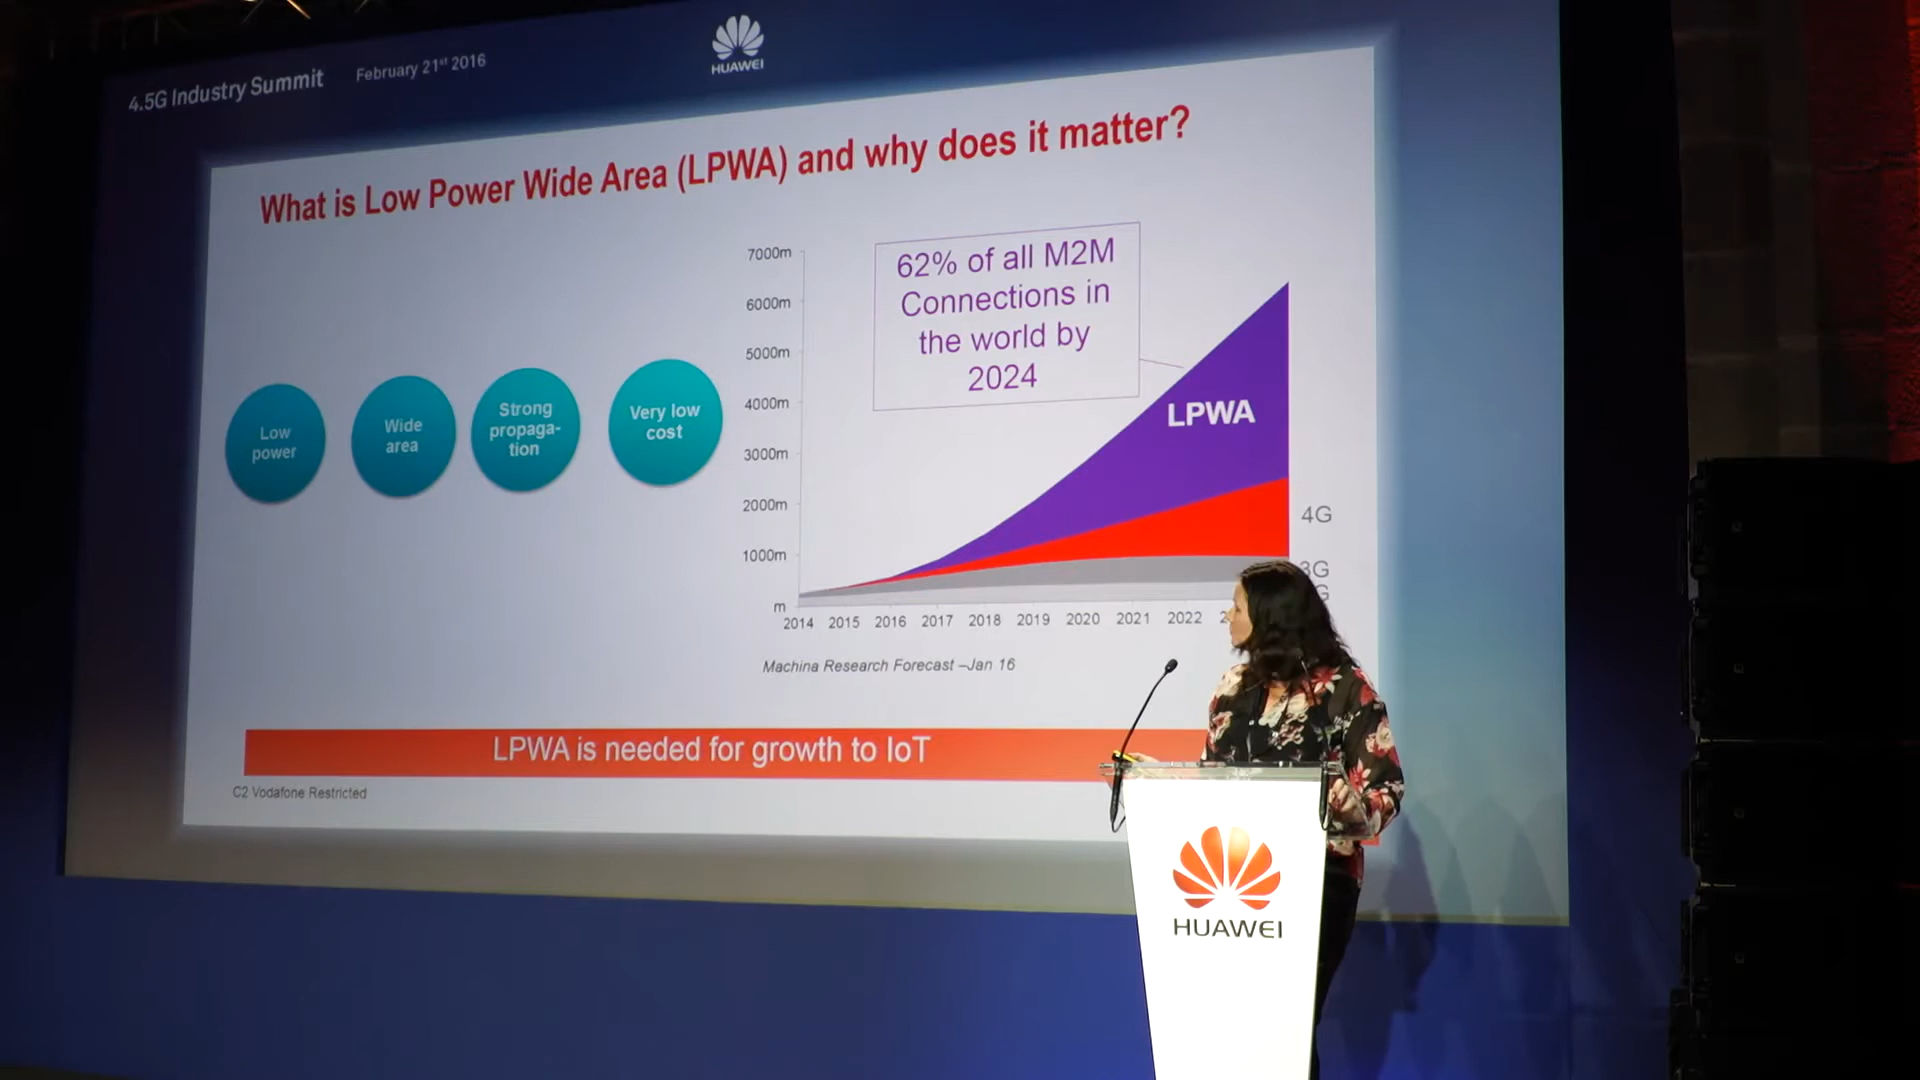 4.5G Industry Summit
February 21st 2016
HUAWEI
What is Low Power Wide Area (LPWA) and why does it matter?
Low
power
Wide
area
Strong
propaga-
tion
Very low
cost
7000m
6000m
5000m
4000m
3000m
2000m
1000m
m
62% of all M2M
Connections in
the world by
2024
LPWA
4G
3G
G
2014 2015 2016 2017 2018 2019 2020 2021 2022
Machina Research Forecast –Jan 16
LPWA is needed for growth to IoT
C2 Vodafone Restricted
HUAWEI